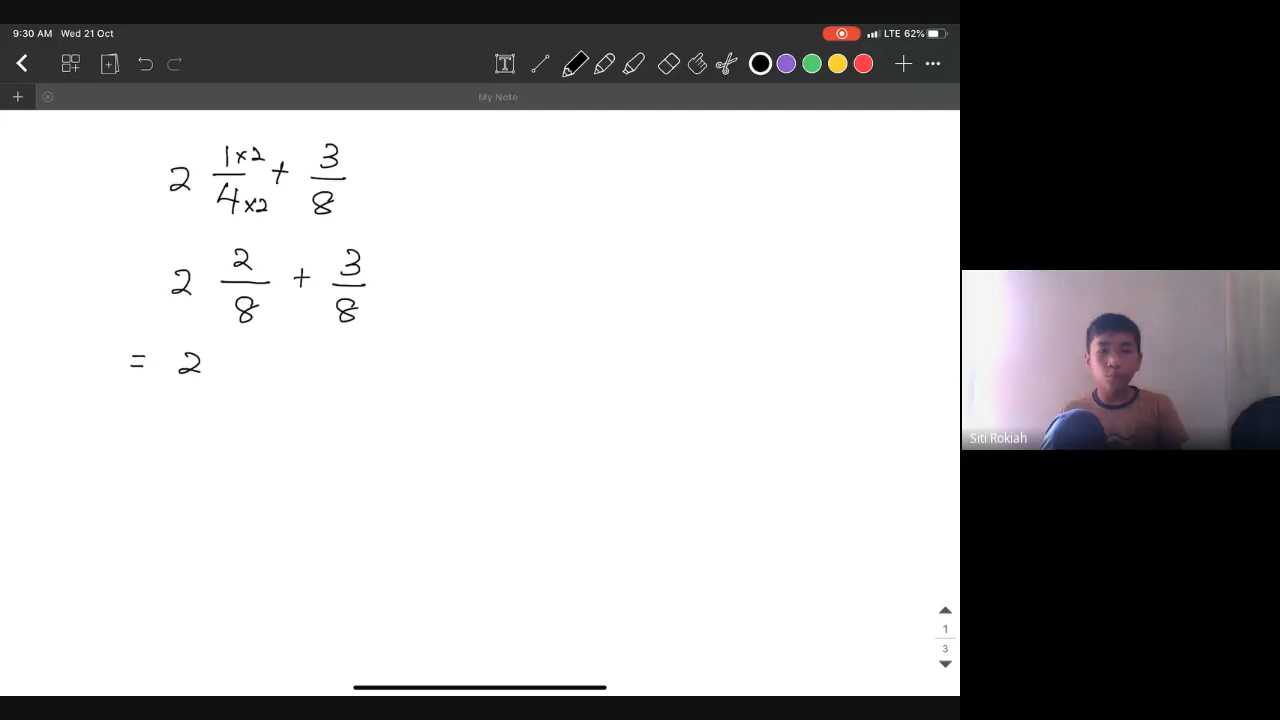 9:30 AM Wed 21 Oct LTE 62%
T
My Note
2 1×2/4×2 + 3/8
2 2/8 + 3/8
= 2
Siti Rokiah
1
3